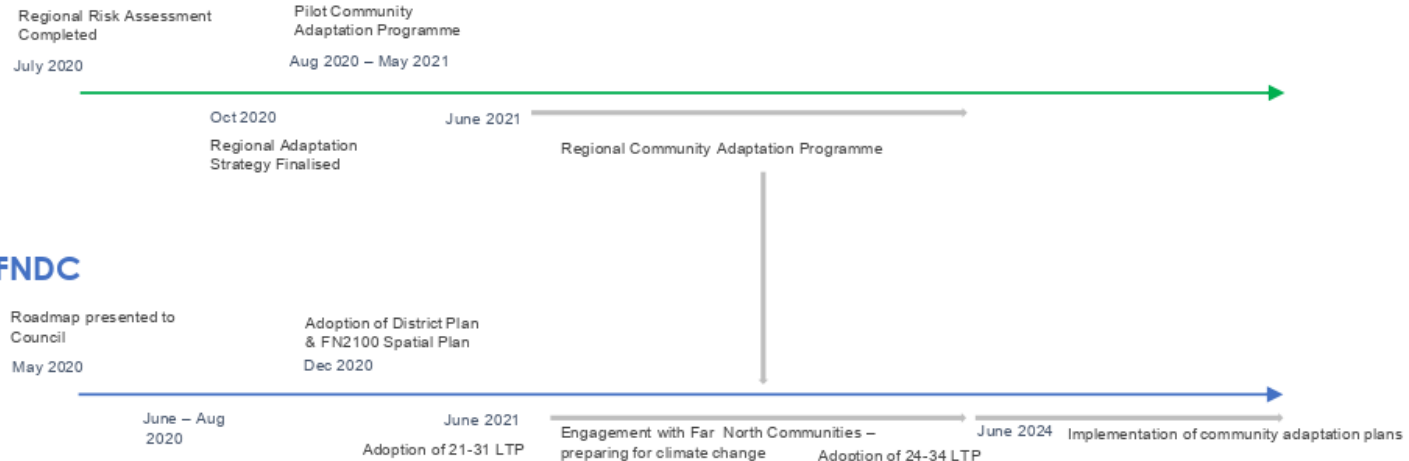 Regional Risk Assessment
Completed
July 2020
Pilot Community
Adaptation Programme
Aug 2020 – May 2021
Oct 2020
Regional Adaptation
Strategy Finalised
June 2021
Regional Community Adaptation Programme
FNDC
Roadmap presented to
Council
May 2020
Adoption of District Plan
& FN2100 Spatial Plan
Dec 2020
June – Aug
2020
June 2021
Adoption of 21-31 LTP
Engagement with Far North Communities –
preparing for climate change
June 2024
Adoption of 24-34 LTP
Implementation of community adaptation plans